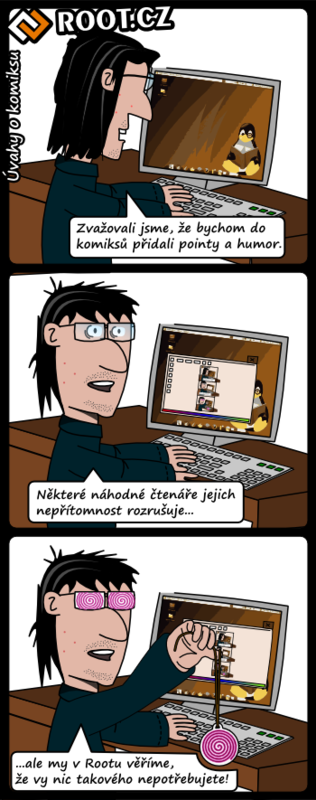 ROOT.CZ
Úvahy o komiksu
Zvažovali jsme, že bychom do
komiksů přidali pointy a humor.
Některé náhodné čtenáře jejich
nepřítomnost rozrušuje...
...ale my v Rootu věříme,
že vy nic takového nepotřebujete!